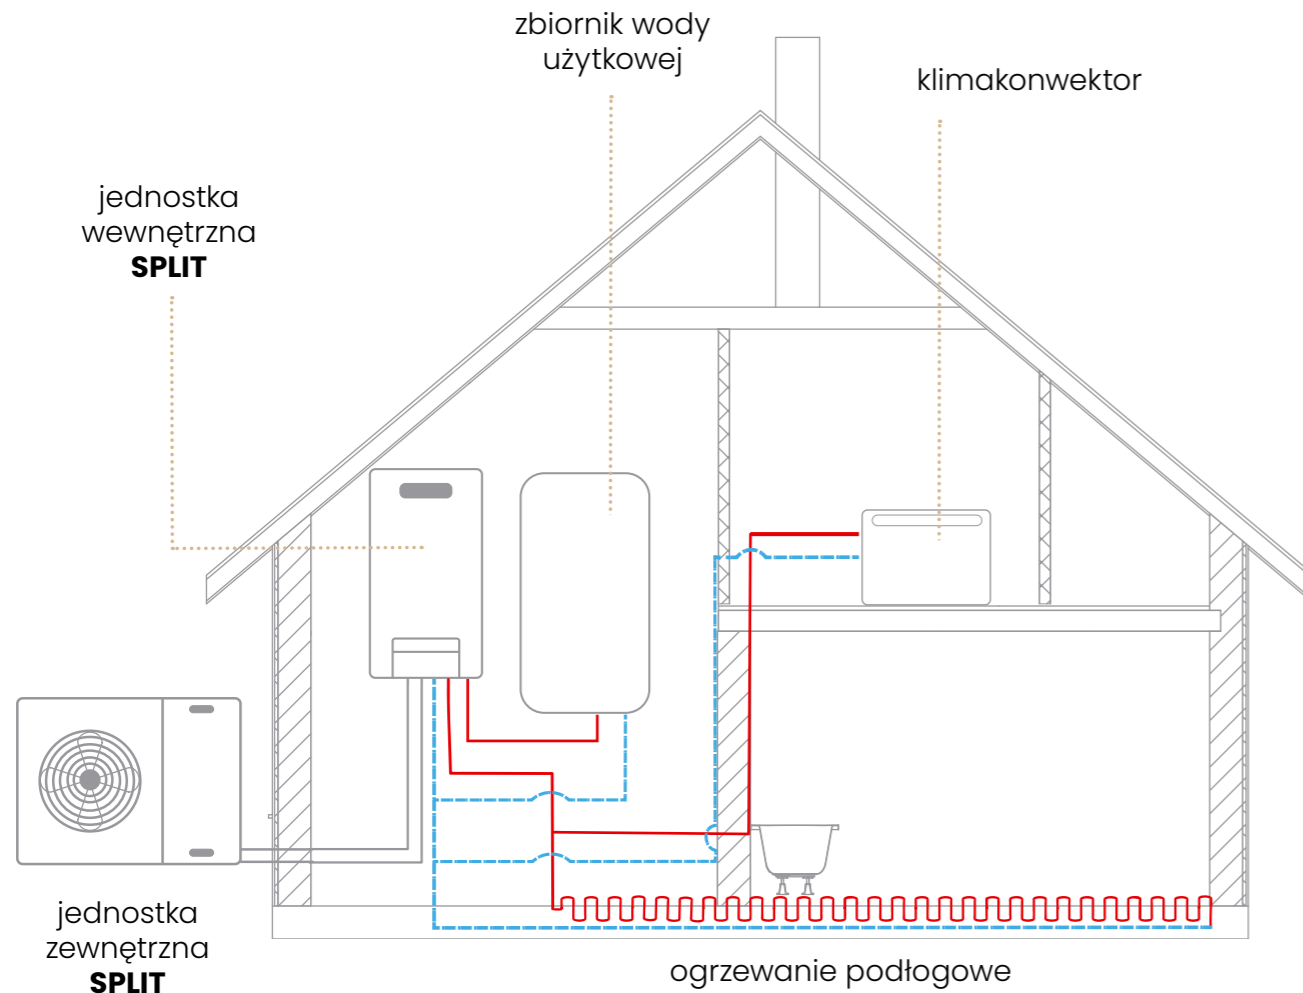 zbiornik wody
użytkowej
klimakonwektor
jednostka
wewnętrzna
SPLIT
jednostka
zewnętrzna
SPLIT
ogrzewanie podłogowe